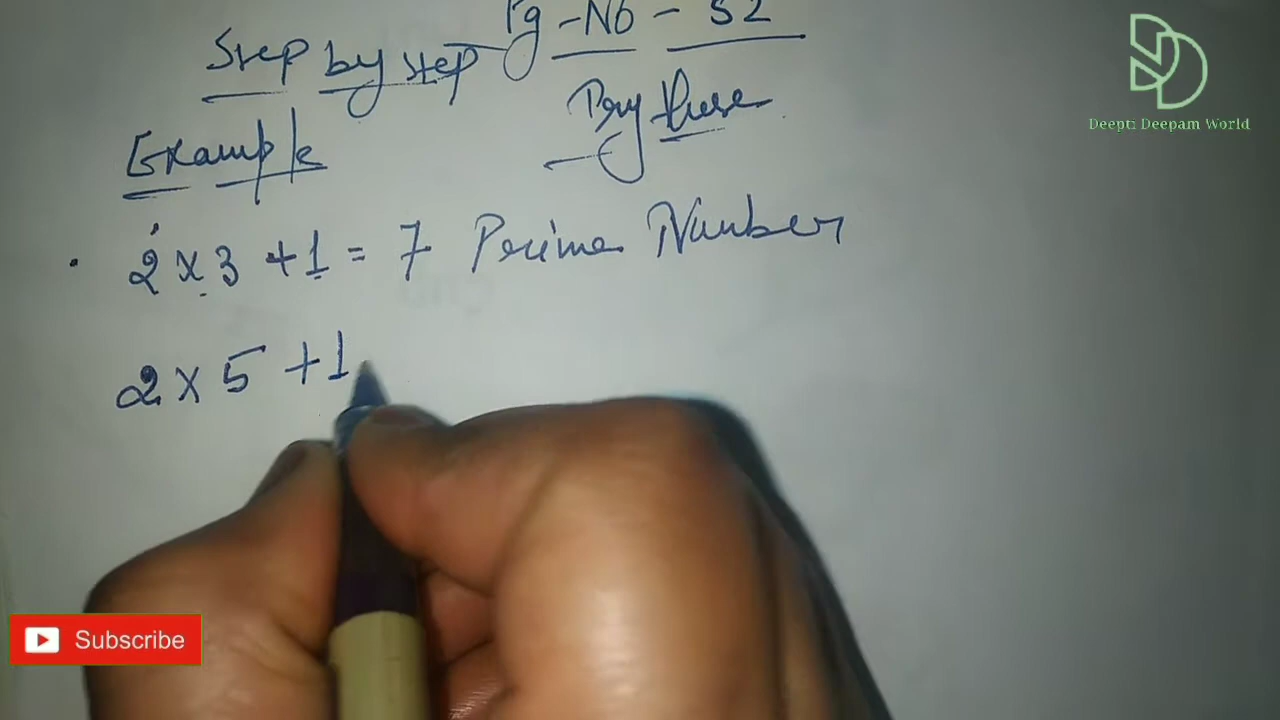 Pg - No - 52
Step by step
Try these
Example
2 x 3 + 1 = 7 Prime Number
2 x 5 + 1
Deepti Deepam World
Subscribe